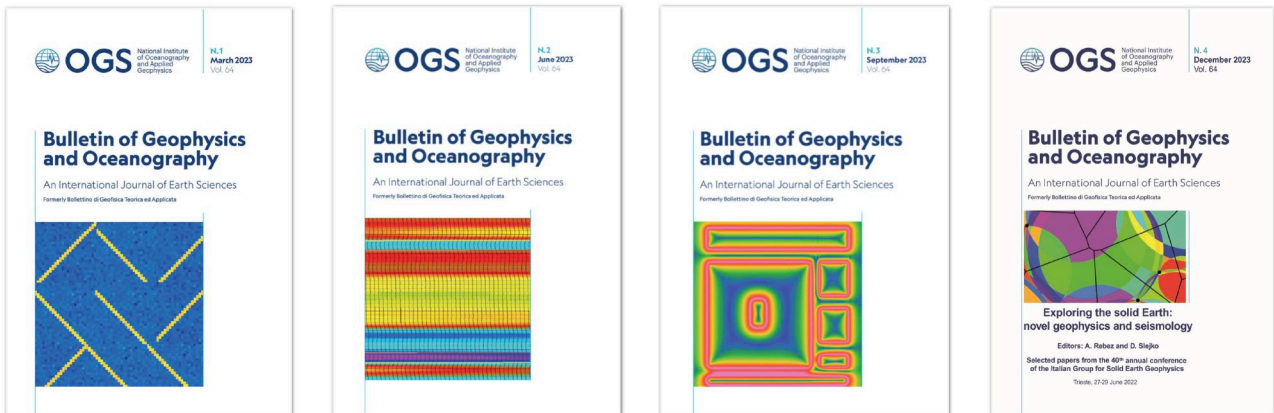 OGS
National Institute
of Oceanography
and Applied
Geophysics
N.1
March 2023
Vol. 64
Bulletin of Geophysics
and Oceanography
An International Journal of Earth Sciences
Formerly Bollettino di Geofisica Teorica ed Applicata
OGS
National Institute
of Oceanography
and Applied
Geophysics
N.2
June 2023
Vol. 64
Bulletin of Geophysics
and Oceanography
An International Journal of Earth Sciences
Formerly Bollettino di Geofisica Teorica ed Applicata
OGS
National Institute
of Oceanography
and Applied
Geophysics
N.3
September 2023
Vol. 64
Bulletin of Geophysics
and Oceanography
An International Journal of Earth Sciences
Formerly Bollettino di Geofisica Teorica ed Applicata
OGS
National Institute
of Oceanography
and Applied
Geophysics
N. 4
December 2023
Vol. 64
Bulletin of Geophysics
and Oceanography
An International Journal of Earth Sciences
Formerly Bollettino di Geofisica Teorica ed Applicata
Exploring the solid Earth:
novel geophysics and seismology
Editors: A. Rebez and D. Slejko
Selected papers from the 40th annual conference
of the Italian Group for Solid Earth Geophysics
Trieste, 27-29 June 2022